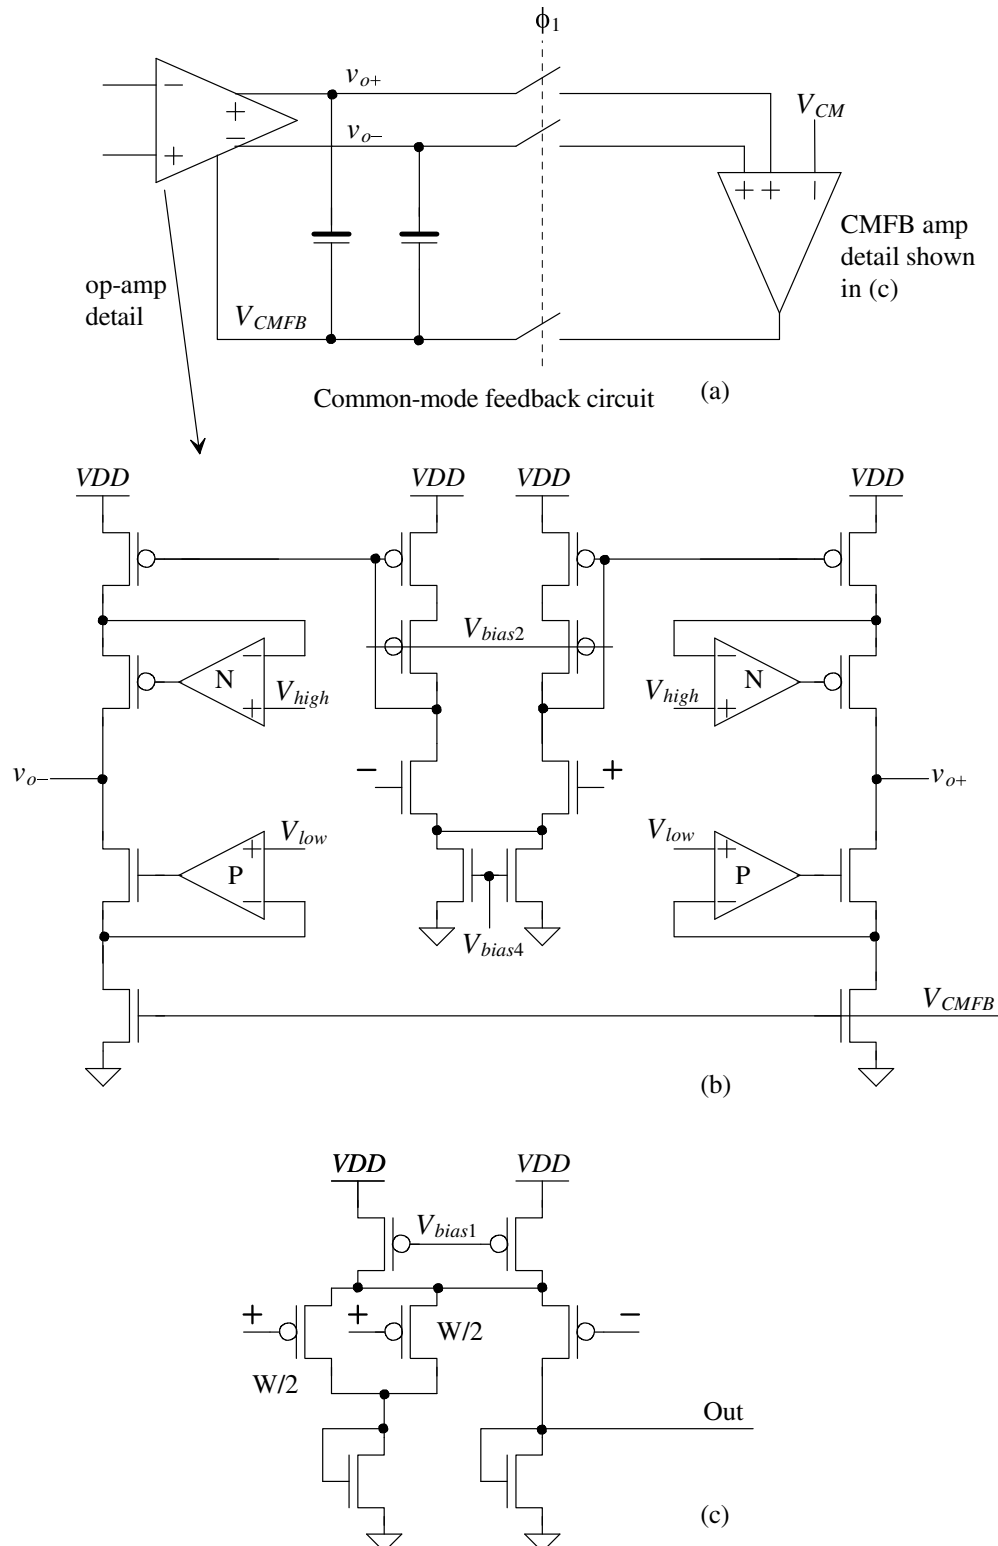 ϕ1
vo+
VCM
vo−
+
−
−
+
+ + −
CMFB amp
detail shown
in (c)
op-amp
detail
VCMFB
(a)
Common-mode feedback circuit
VDD VDD VDD VDD
Vbias2
− −
N N
Vhigh Vhigh
+ +
− +
vo− vo+
Vlow Vlow
+ +
P P
− −
Vbias4
VCMFB
(b)
VDD VDD
Vbias1
+ + −
W/2
W/2
Out
(c)